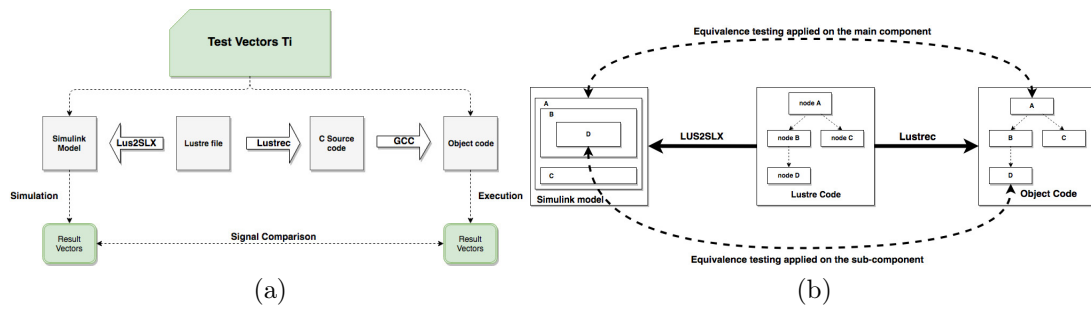 Test Vectors Ti
Simulink
Model
Lus2SLX
Lustre file
Lustrec
C Source
code
GCC
Object code
Simulation
Execution
Signal Comparison
Result
Vectors
Result
Vectors
(a)
Equivalence testing applied on the main component
A
B
D
C
Simulink model
LUS2SLX
node A
node B
node C
node D
Lustre Code
Lustrec
A
B
C
D
Object Code
Equivalence testing applied on the sub-component
(b)